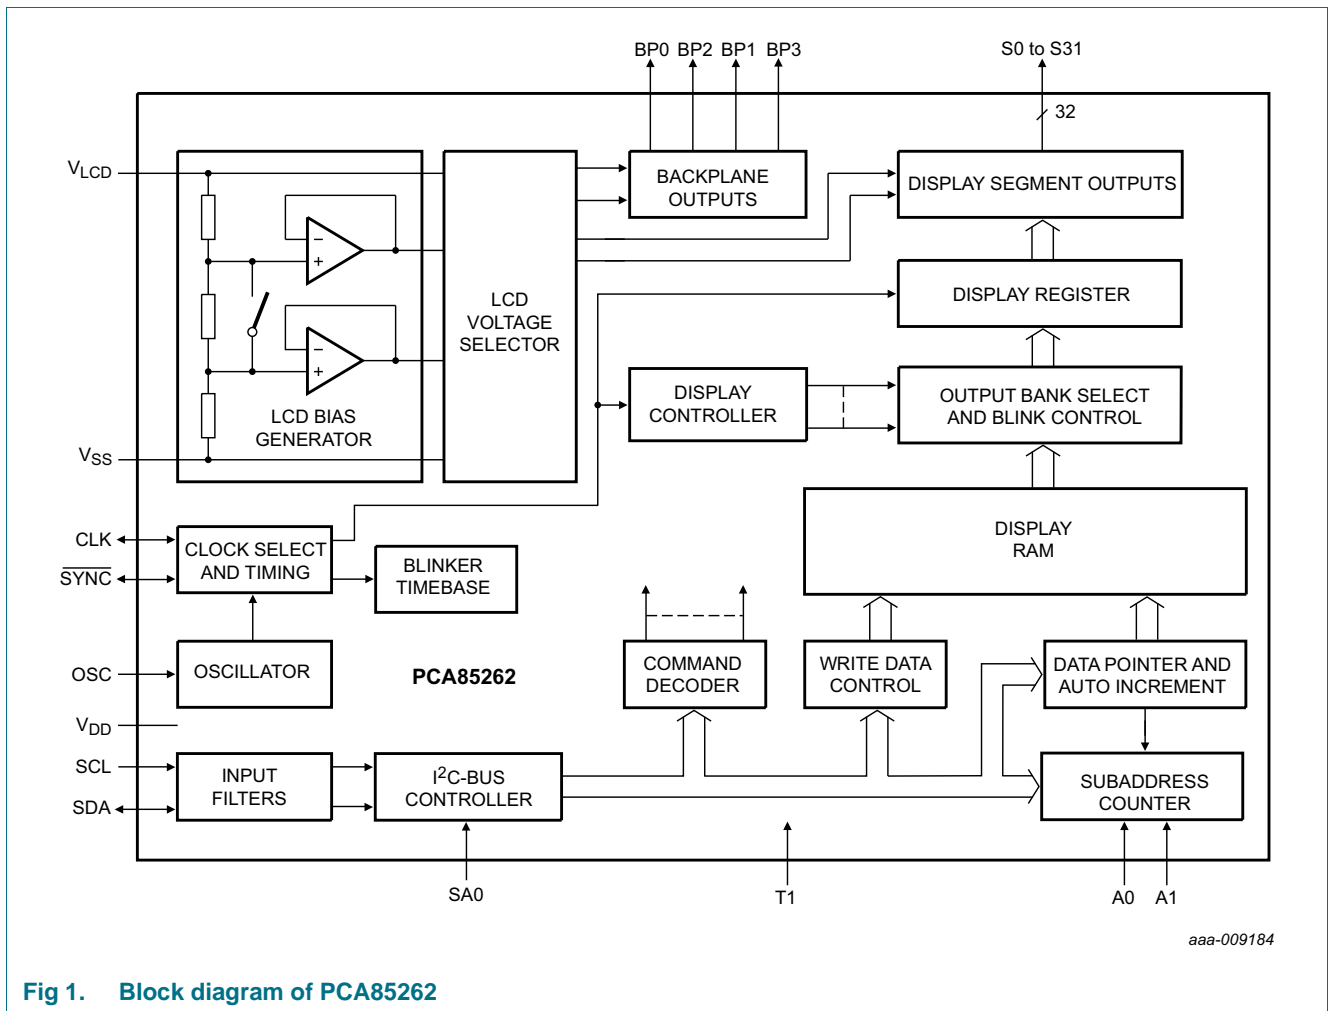 BP0 BP2 BP1 BP3
S0 to S31
32
VLCD
BACKPLANE
OUTPUTS
DISPLAY SEGMENT OUTPUTS
−
+
−
+
LCD
VOLTAGE
SELECTOR
DISPLAY REGISTER
LCD BIAS
GENERATOR
DISPLAY
CONTROLLER
OUTPUT BANK SELECT
AND BLINK CONTROL
VSS
CLK
SYNC
CLOCK SELECT
AND TIMING
BLINKER
TIMEBASE
DISPLAY
RAM
OSC
OSCILLATOR
PCA85262
COMMAND
DECODER
WRITE DATA
CONTROL
DATA POINTER AND
AUTO INCREMENT
VDD
SCL
SDA
INPUT
FILTERS
I2C-BUS
CONTROLLER
SUBADDRESS
COUNTER
SA0
T1
A0 A1
aaa-009184
Fig 1. Block diagram of PCA85262